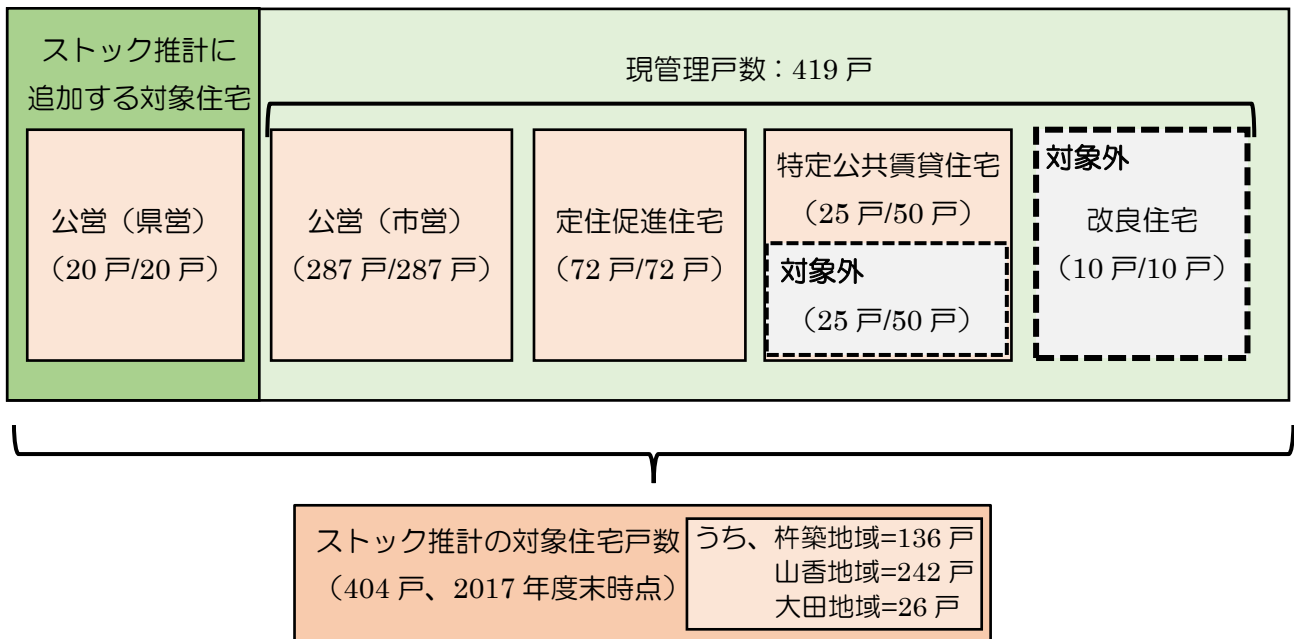 ストック推計に
追加する対象住宅
現管理戸数：419 戸
公営（県営）
（20 戸/20 戸）
公営（市営）
（287 戸/287 戸）
定住促進住宅
（72 戸/72 戸）
特定公共賃貸住宅
（25 戸/50 戸）
対象外
（25 戸/50 戸）
対象外
改良住宅
（10 戸/10 戸）
ストック推計の対象住宅戸数
（404 戸、2017 年度末時点）
うち、杵築地域=136 戸
山香地域=242 戸
大田地域=26 戸